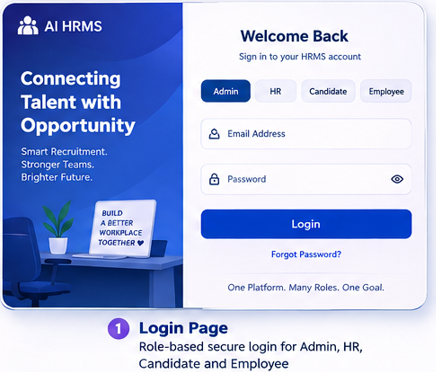 AI HRMS
Connecting
Talent with
Opportunity
Smart Recruitment.
Stronger Teams.
Brighter Future.
BUILD
A BETTER
WORKPLACE
TOGETHER ♥
Welcome Back
Sign in to your HRMS account
Admin HR Candidate Employee
Email Address
Password
Login
Forgot Password?
One Platform. Many Roles. One Goal.
1 Login Page
Role-based secure login for Admin, HR,
Candidate and Employee